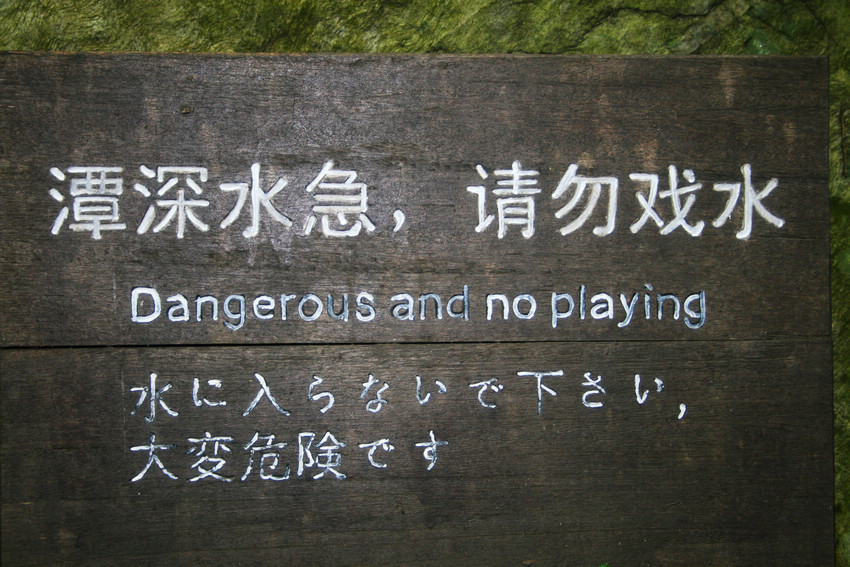 潭深水急，请勿戏水
Dangerous and no playing
水に入らないで下さい，
大変危険です